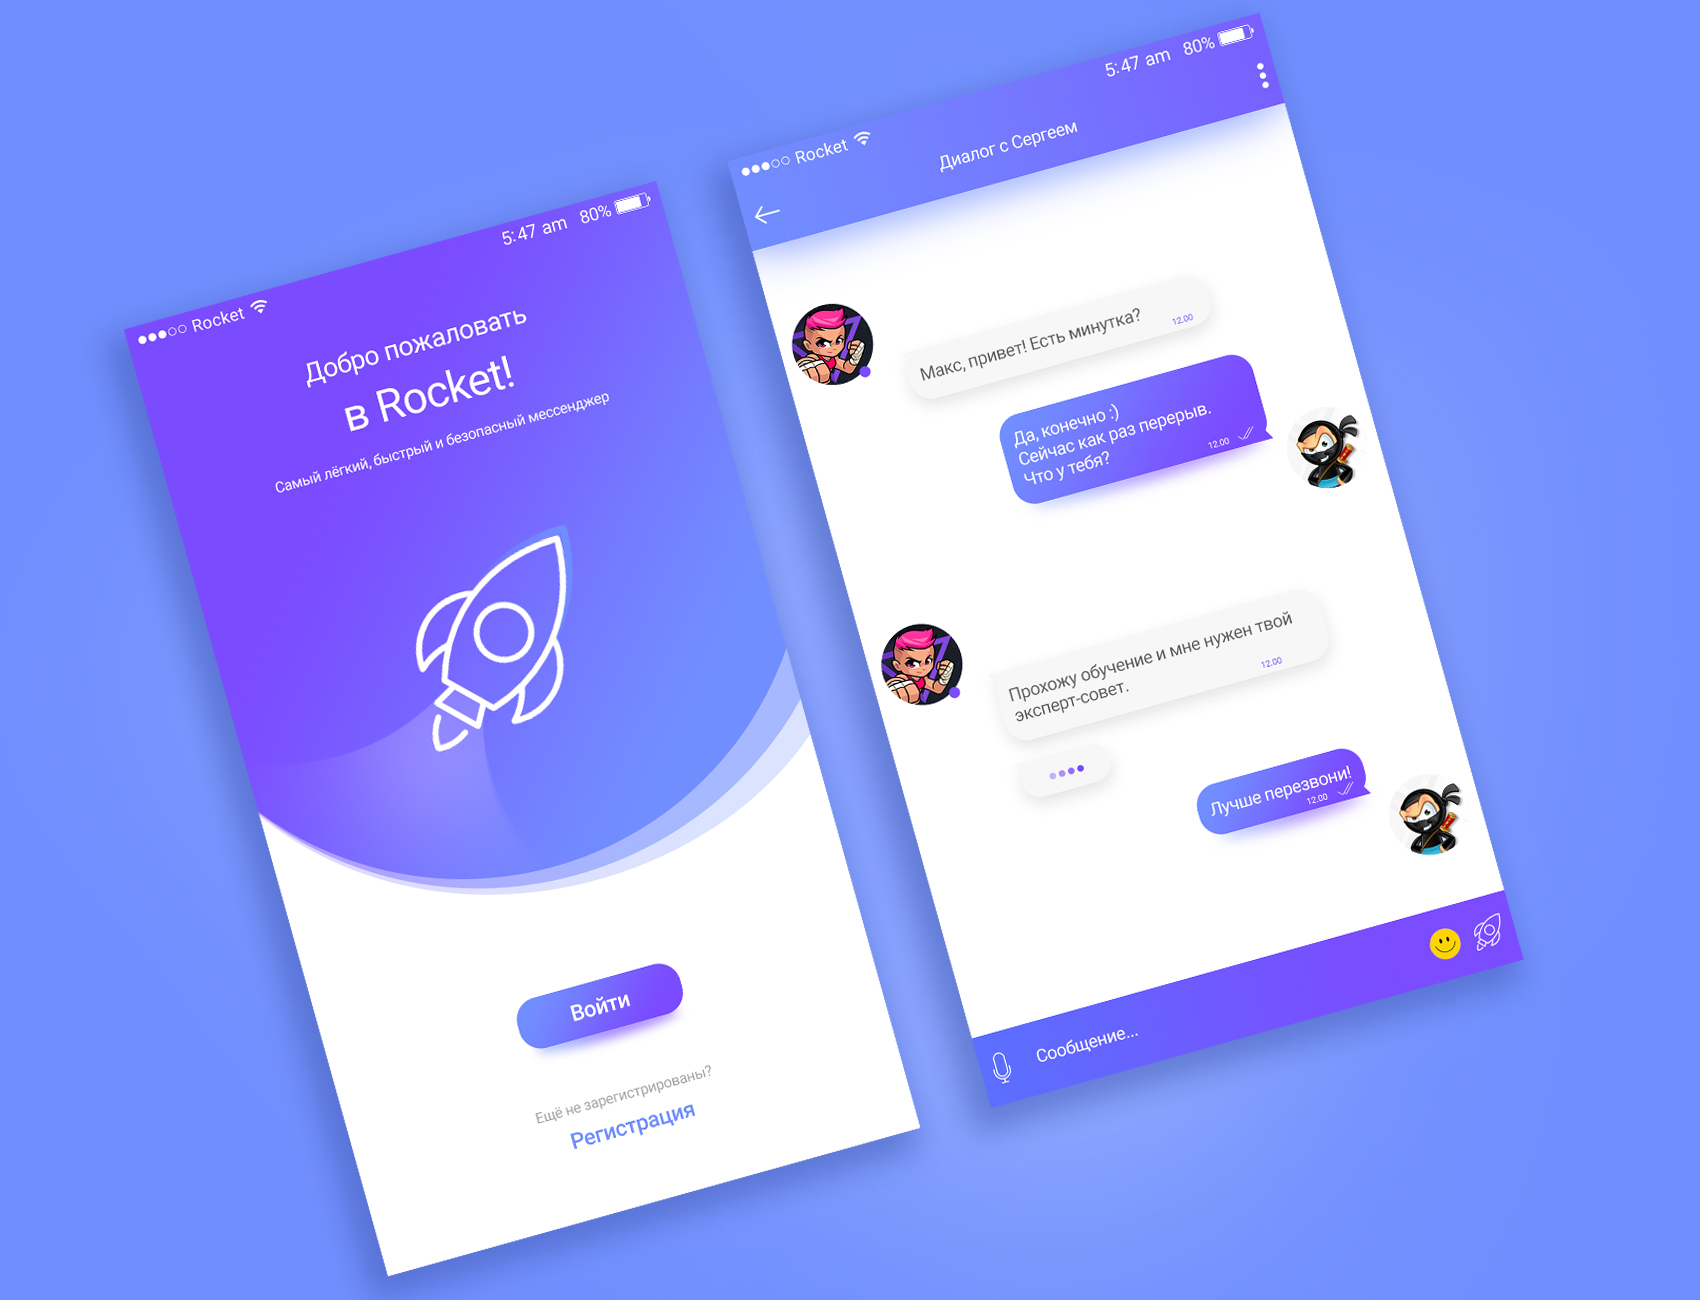 Rocket
5:47 am 80%
Добро пожаловать
в Rocket!
Самый лёгкий, быстрый и безопасный мессенджер
Войти
Ещё не зарегистрированы?
Регистрация
Rocket
5:47 am 80%
Диалог с Сергеем
Макс, привет! Есть минутка?
12.00
Да, конечно :)
Сейчас как раз перерыв.
Что у тебя?
12.00
Прохожу обучение и мне нужен твой
эксперт-совет.
12.00
Лучше перезвони!
12.00
Сообщение...